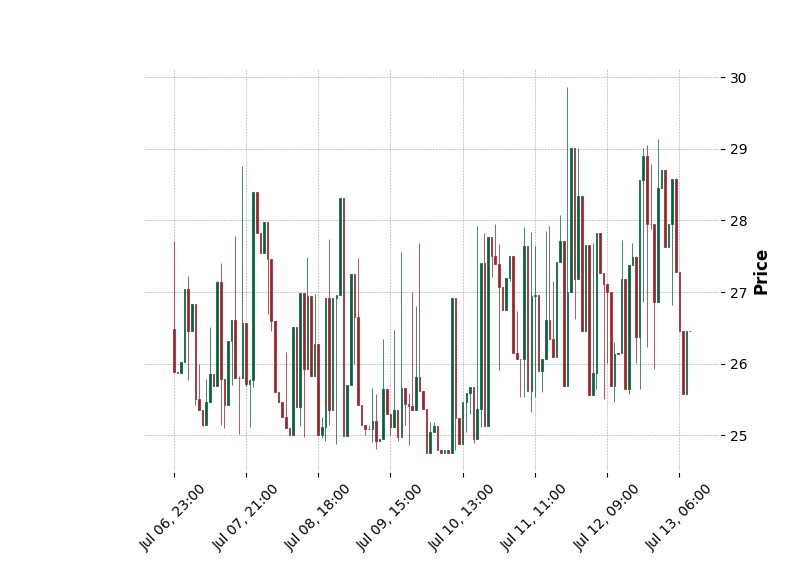 30
29
28
27
26
25
Price
Jul 06, 23:00
Jul 07, 21:00
Jul 08, 18:00
Jul 09, 15:00
Jul 10, 13:00
Jul 11, 11:00
Jul 12, 09:00
Jul 13, 06:00